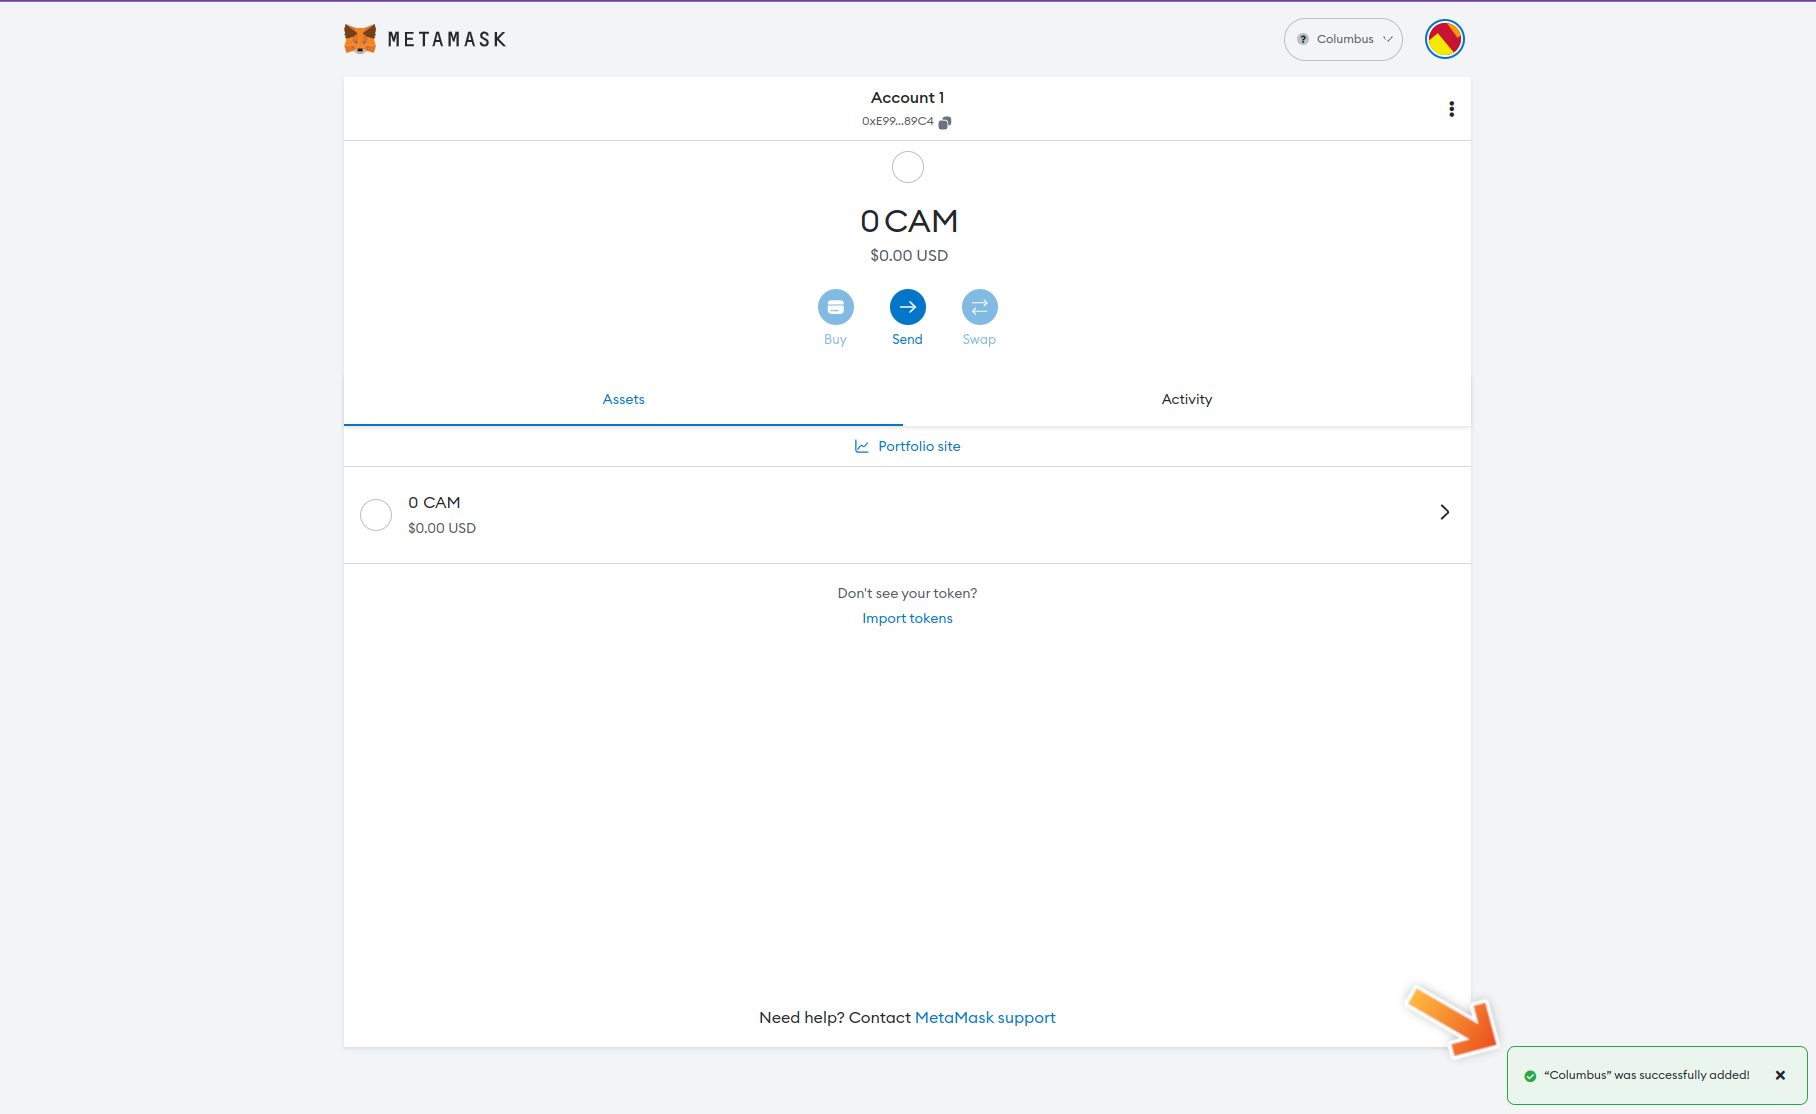 METAMASK
? Columbus
Account 1
0xE99...89C4
0 CAM
$0.00 USD
Buy
Send
Swap
Assets
Activity
Portfolio site
0 CAM
$0.00 USD
Don't see your token?
Import tokens
Need help? Contact MetaMask support
“Columbus” was successfully added!